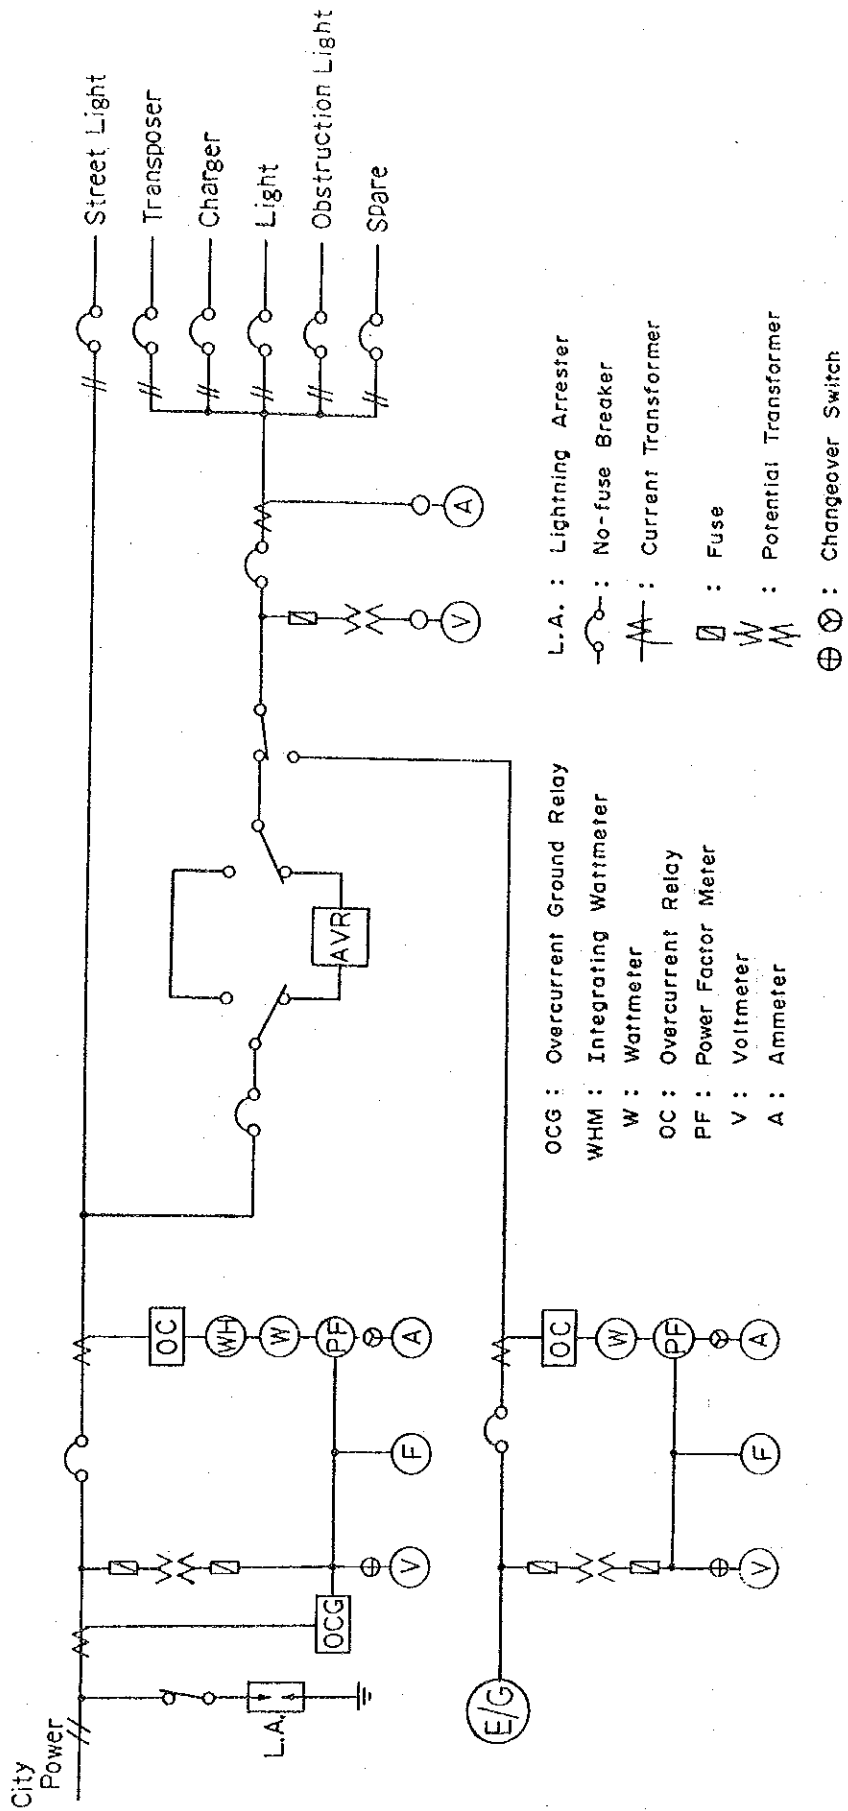 City
Power
L.A.
OCG
V
F
OC
WH
W
PF
A
E/G
V
F
OC
W
PF
A
AVR
V
A
Street Light
Transposer
Charger
Light
Obstruction Light
Spare
OCG : Overcurrent Ground Relay
WHM : Integrating Wattmeter
W : Wattmeter
OC : Overcurrent Relay
PF : Power Factor Meter
V : Voltmeter
A : Ammeter
L.A. : Lightning Arrester
: No-fuse Breaker
: Current Transformer
: Fuse
: Potential Transformer
: Changeover Switch